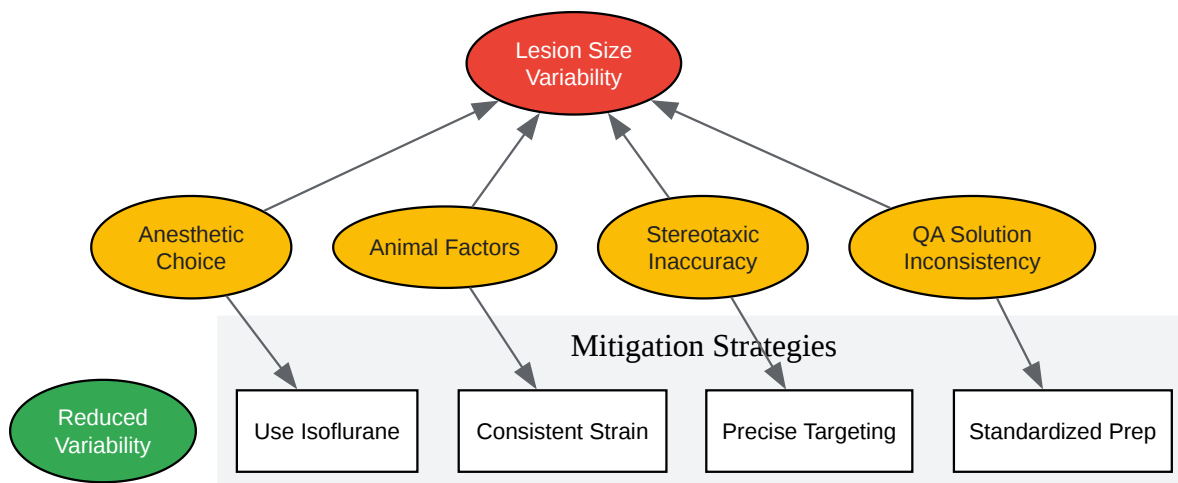 Lesion Size
Variability
Anesthetic
Choice
Animal Factors
Stereotaxic
Inaccuracy
QA Solution
Inconsistency
Mitigation Strategies
Reduced
Variability
Use Isoflurane
Consistent Strain
Precise Targeting
Standardized Prep